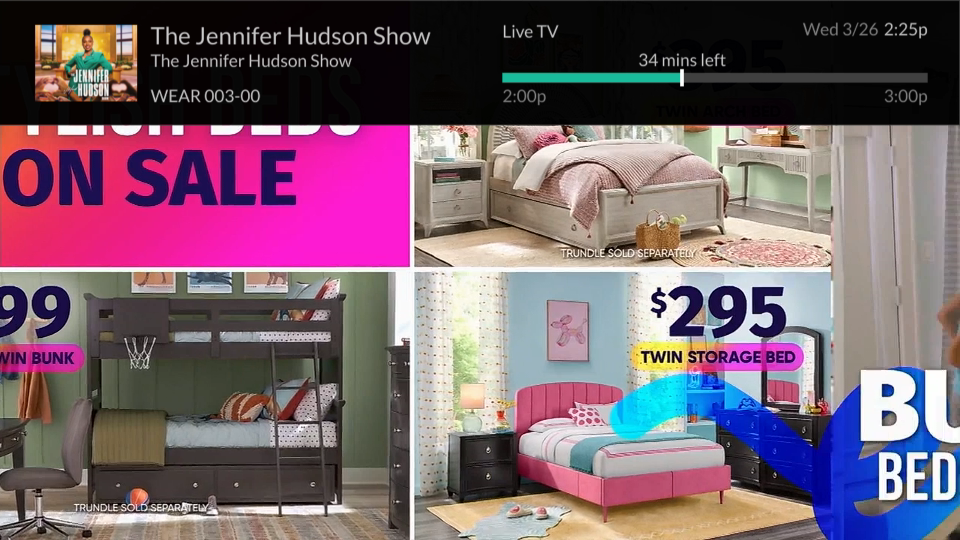 The Jennifer Hudson Show
The Jennifer Hudson Show
WEAR 003-00
JENNIFER
HUDSON
Live TV
Wed 3/26 2:25p
34 mins left
2:00p
3:00p
ON SALE
TRUNDLE SOLD SEPARATELY
99
WIN BUNK
TRUNDLE SOLD SEPARATELY
$295
TWIN STORAGE BED
BU
BED